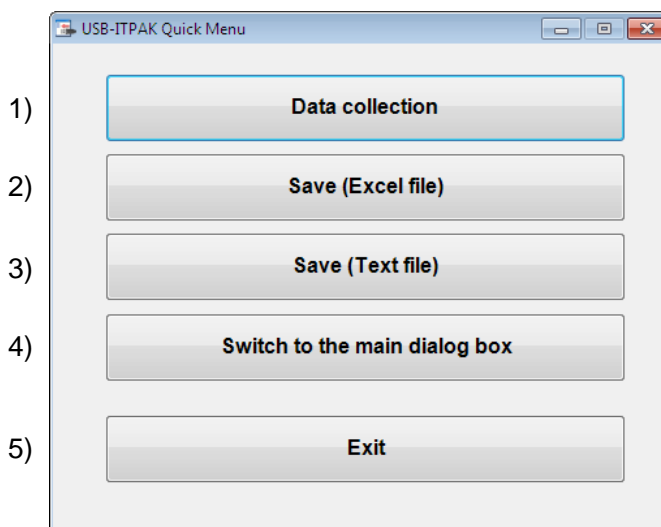 USB-ITPAK Quick Menu
1) Data collection
2) Save (Excel file)
3) Save (Text file)
4) Switch to the main dialog box
5) Exit